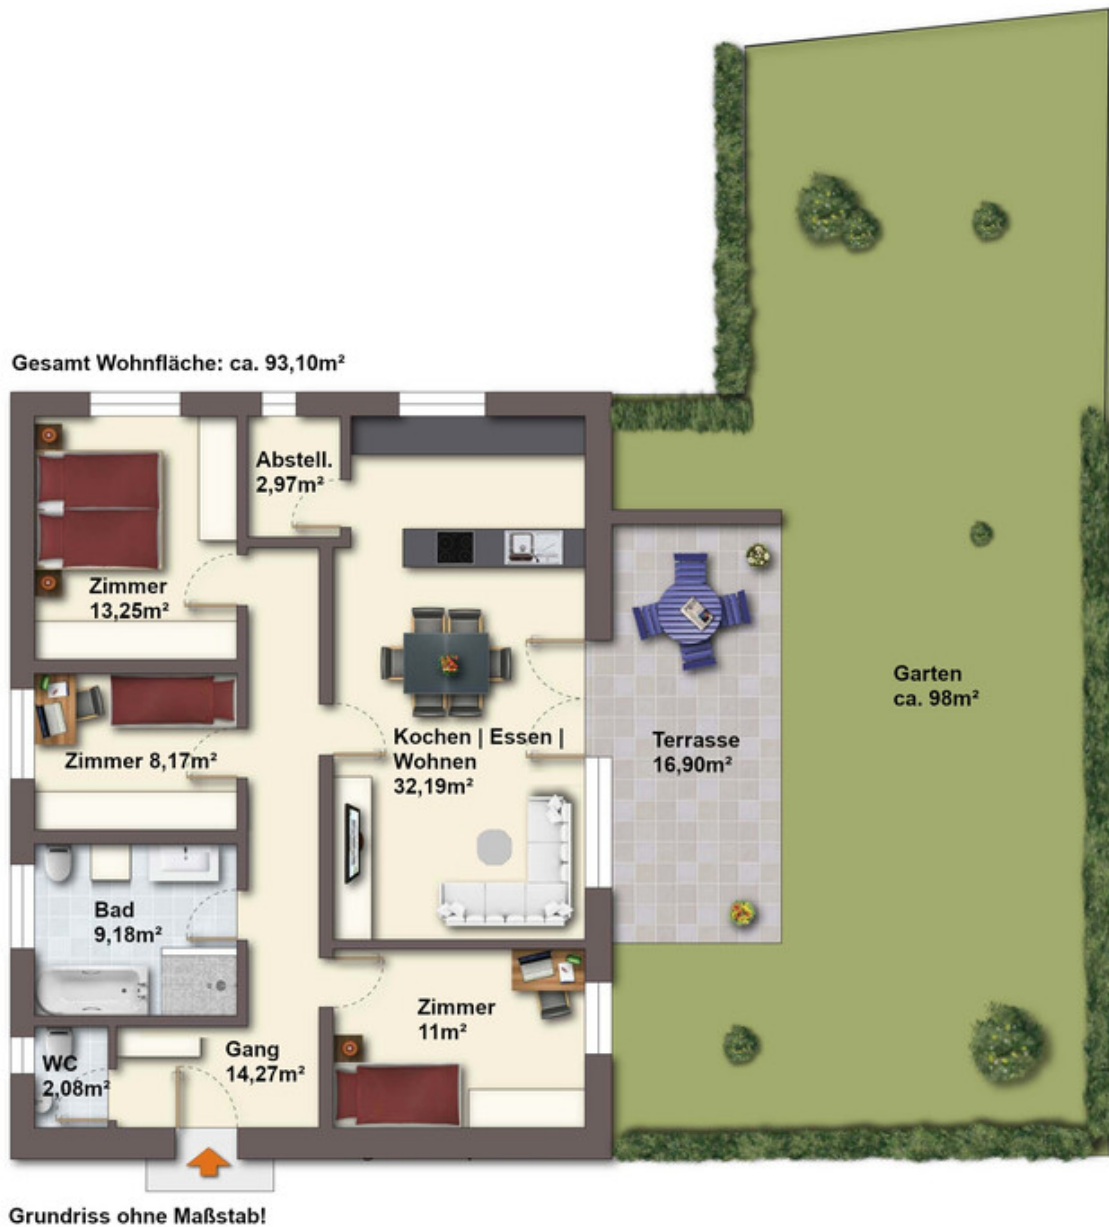 Gesamt Wohnfläche: ca. 93,10m²
Abstell.
2,97m²
Zimmer
13,25m²
Zimmer 8,17m²
Kochen | Essen |
Wohnen
32,19m²
Terrasse
16,90m²
Garten
ca. 98m²
Bad
9,18m²
Zimmer
11m²
WC
2,08m²
Gang
14,27m²
Grundriss ohne Maßstab!